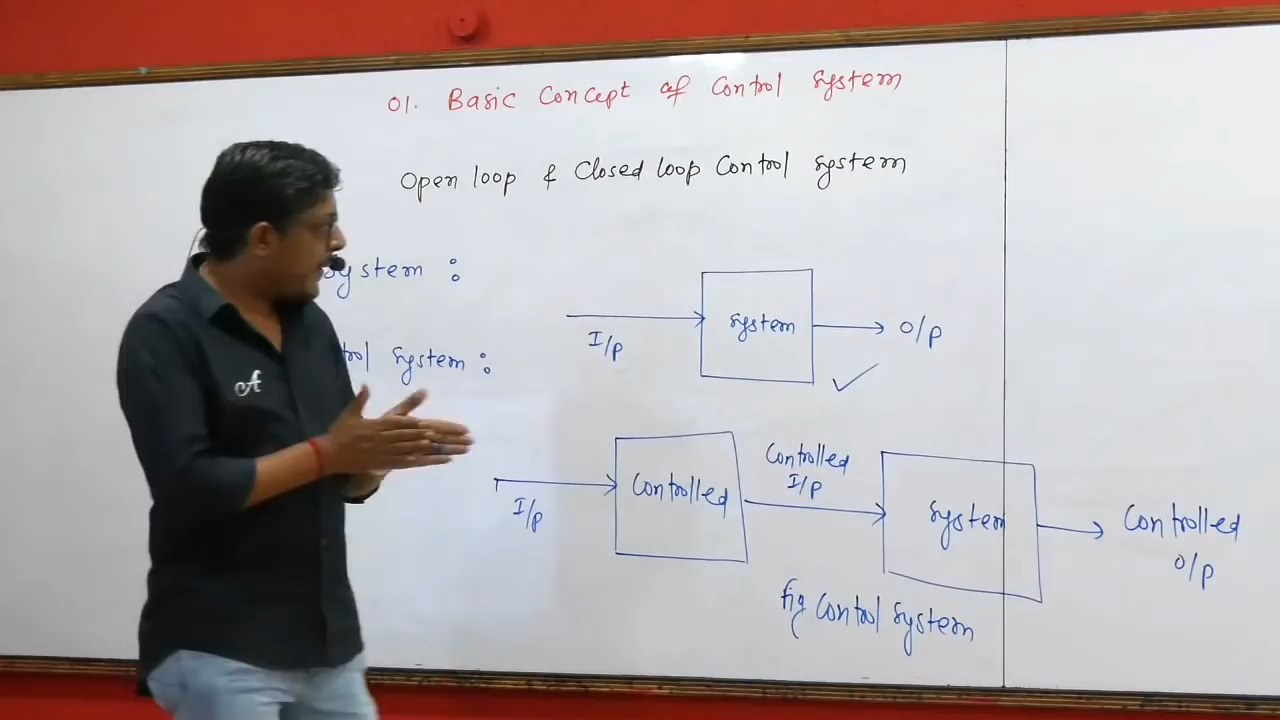 01. Basic Concept of Control System
Open loop & Closed loop Control System
System :
I/p
System
O/p
System :
I/p
Controlled
Controlled
I/p
System
Controlled
O/p
fig Control System
A